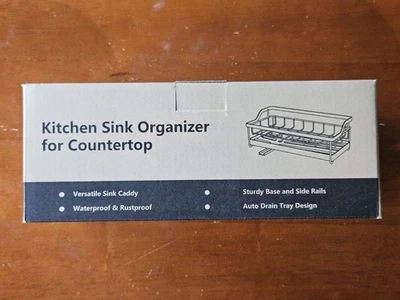 Kitchen Sink Organizer
for Countertop
Versatile Sink Caddy
Waterproof & Rustproof
Sturdy Base and Side Rails
Auto Drain Tray Design